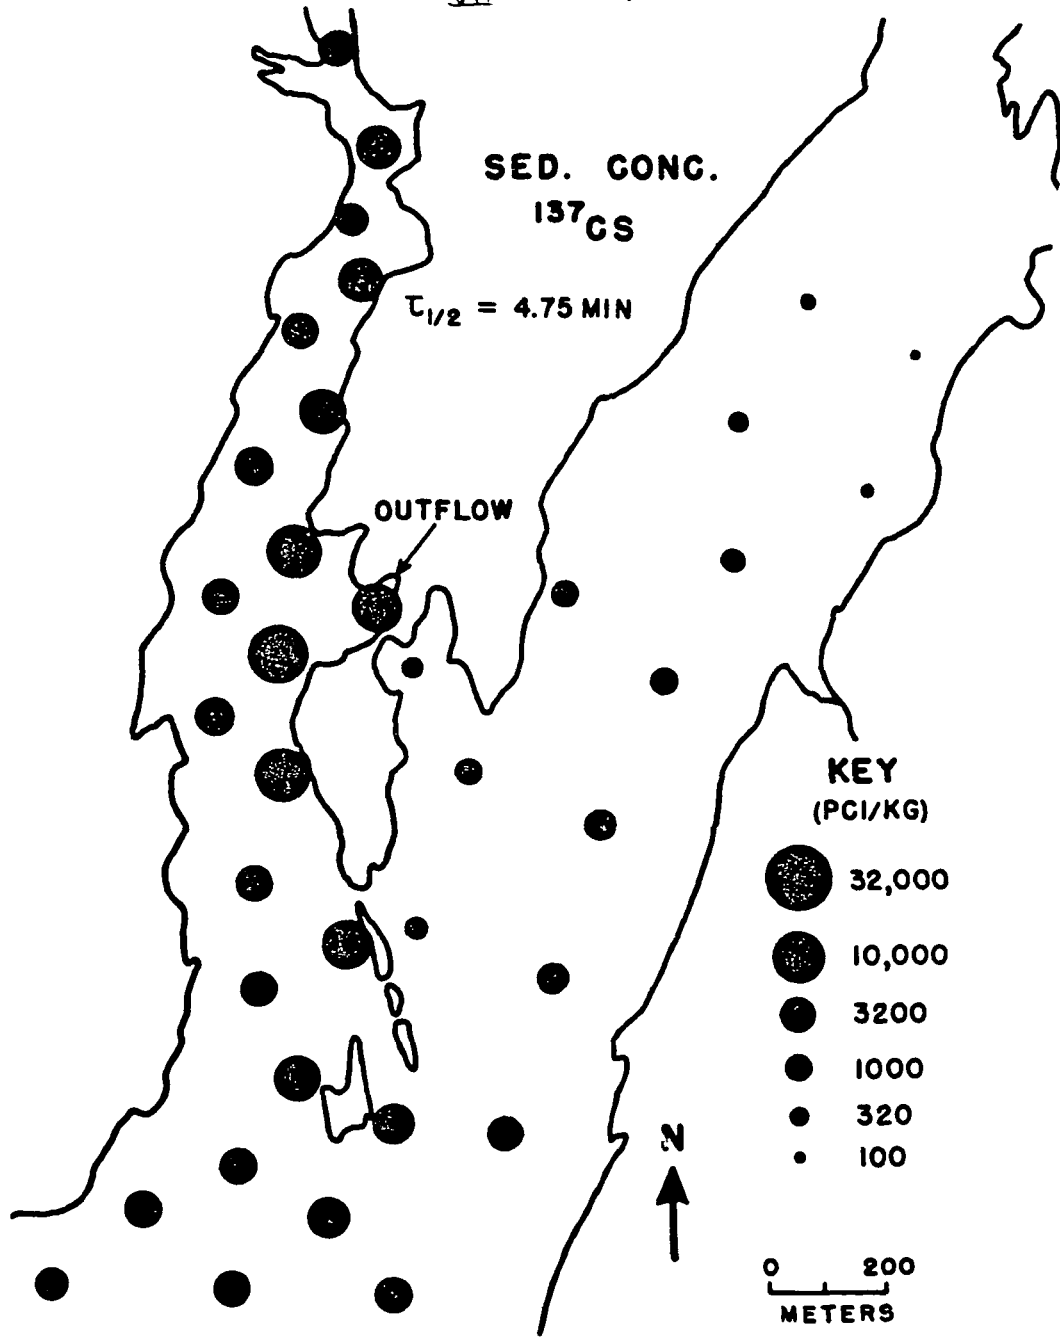 SED. CONC.
137CS
τ1/2 = 4.75 MIN
OUTFLOW
KEY
(PCI/KG)
32,000
10,000
3200
1000
320
100
N
0 200
METERS